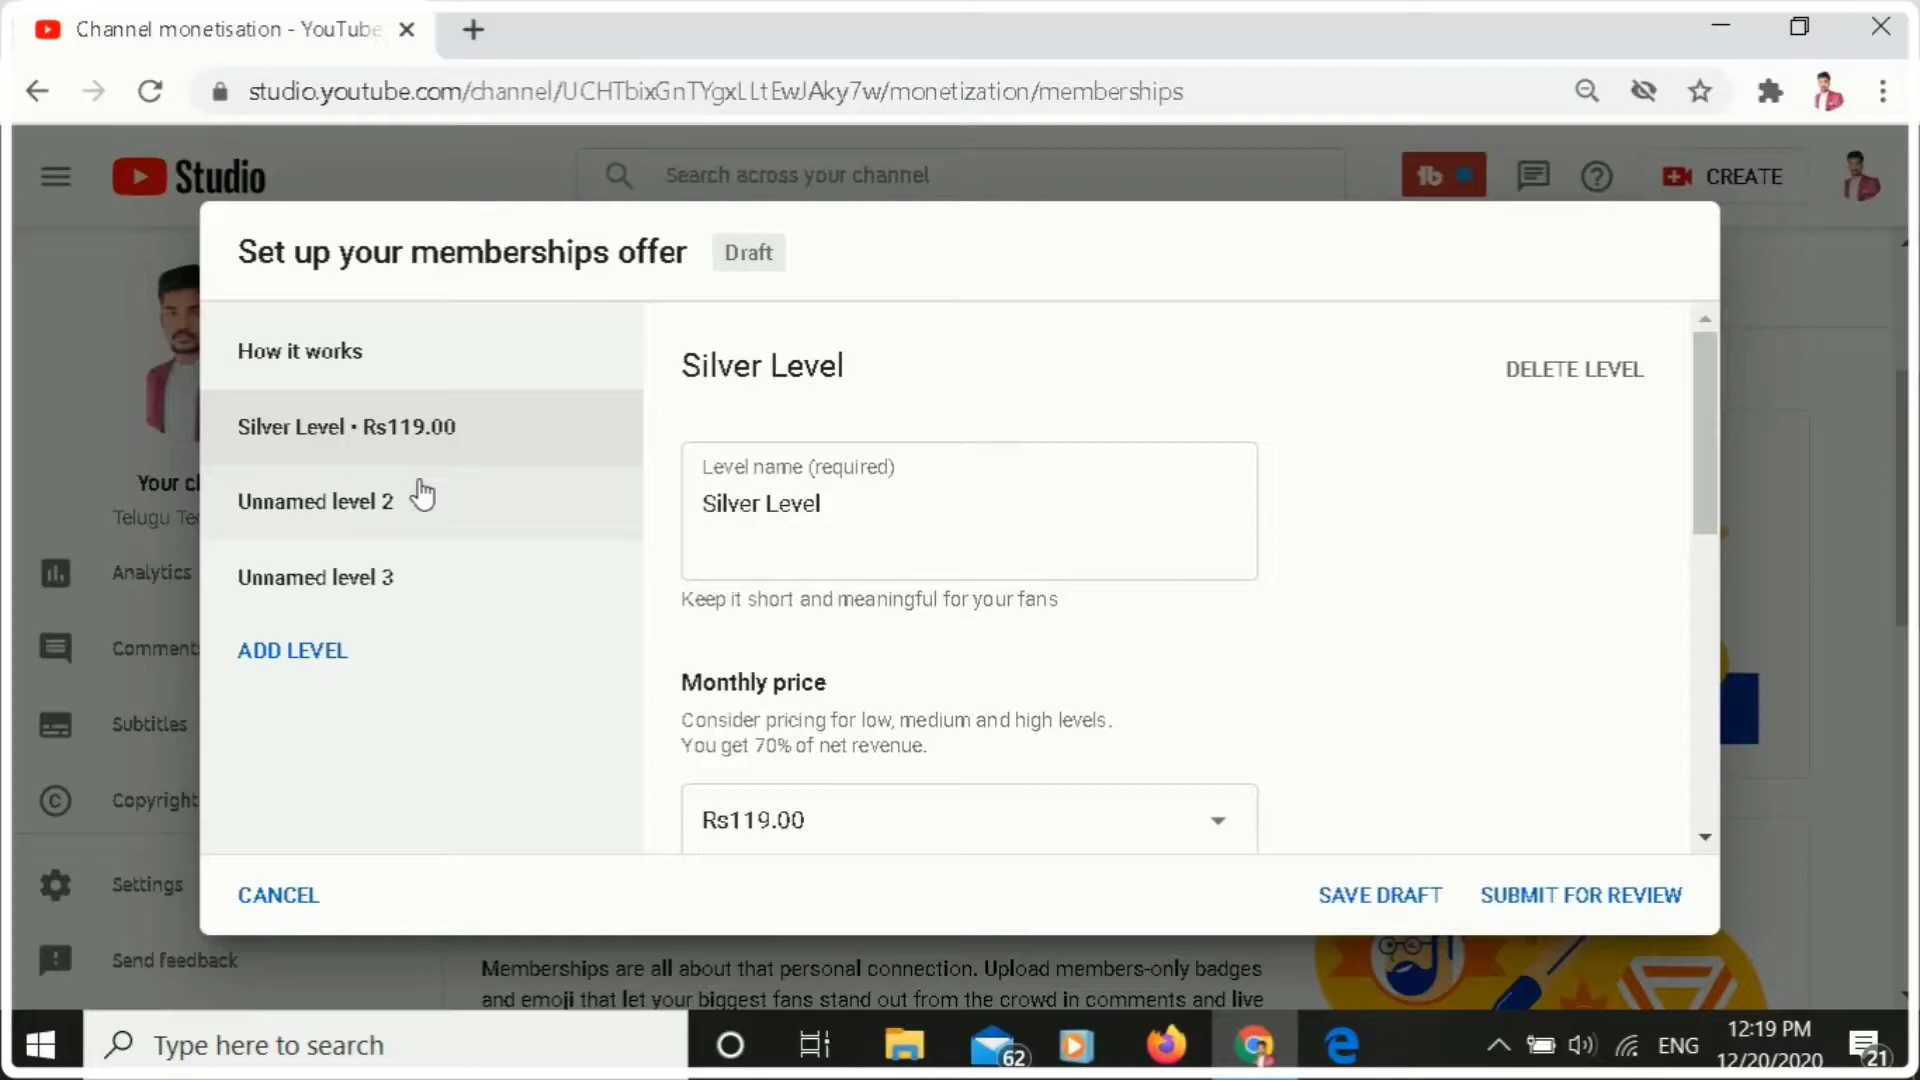 Channel monetisation - YouTube
studio.youtube.com/channel/UCHTbixGnTYgxLLtEwJAky7w/monetization/memberships
Studio
Search across your channel
CREATE
Set up your memberships offer
Draft
How it works
Silver Level • Rs119.00
Unnamed level 2
Unnamed level 3
ADD LEVEL
Silver Level
DELETE LEVEL
Level name (required)
Silver Level
Keep it short and meaningful for your fans
Monthly price
Consider pricing for low, medium and high levels.
You get 70% of net revenue.
Rs119.00
CANCEL
SAVE DRAFT
SUBMIT FOR REVIEW
Your
Telugu
Analytics
Comment
Subtitles
Copyright
Settings
Send feedback
Memberships are all about that personal connection. Upload members-only badges
and emoji that let your biggest fans stand out from the crowd in comments and live
Type here to search
62
ENG
12:19 PM
12/20/2020
21